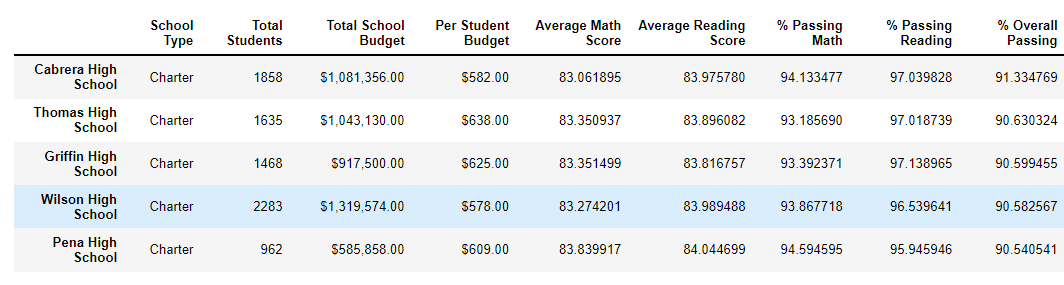 School Type Total Students Total School Budget Per Student Budget Average Math Score Average Reading Score % Passing Math % Passing Reading % Overall Passing
Cabrera High School Charter 1858 $1,081,356.00 $582.00 83.061895 83.975780 94.133477 97.039828 91.334769
Thomas High School Charter 1635 $1,043,130.00 $638.00 83.350937 83.896082 93.185690 97.018739 90.630324
Griffin High School Charter 1468 $917,500.00 $625.00 83.351499 83.816757 93.392371 97.138965 90.599455
Wilson High School Charter 2283 $1,319,574.00 $578.00 83.274201 83.989488 93.867718 96.539641 90.582567
Pena High School Charter 962 $585,858.00 $609.00 83.839917 84.044699 94.594595 95.945946 90.540541